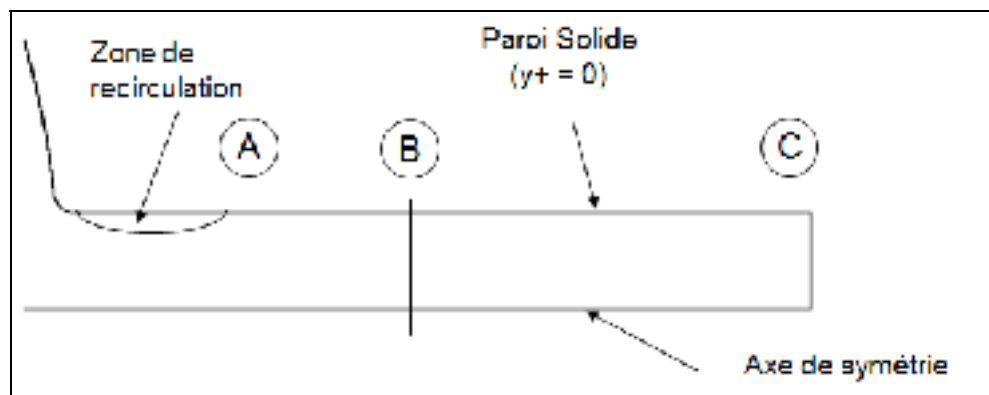 Zone de
recirculation
Paroi Solide
(y+ = 0)
A
B
C
Axe de symétrie